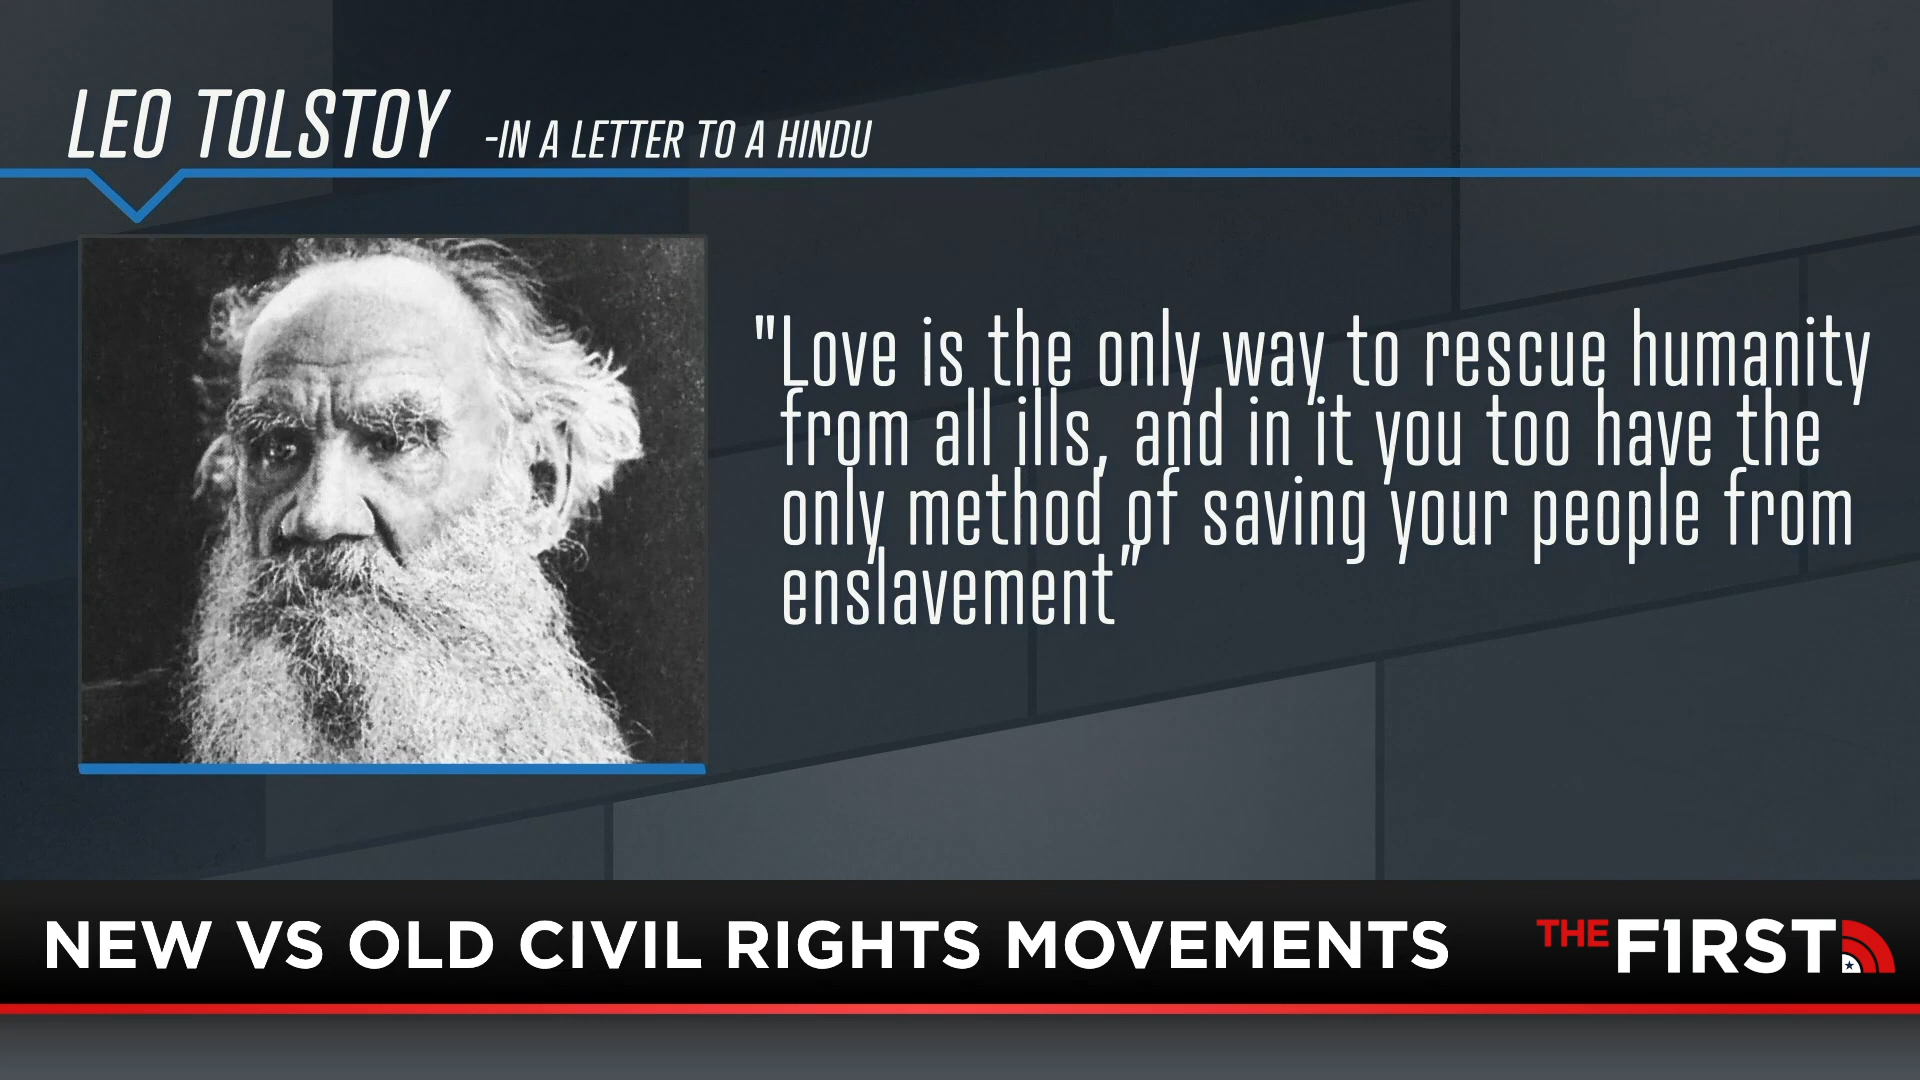 LEO TOLSTOY -IN A LETTER TO A HINDU
"Love is the only way to rescue humanity
from all ills, and in it you too have the
only method of saving your people from
enslavement”
NEW VS OLD CIVIL RIGHTS MOVEMENTS
THE F1RST